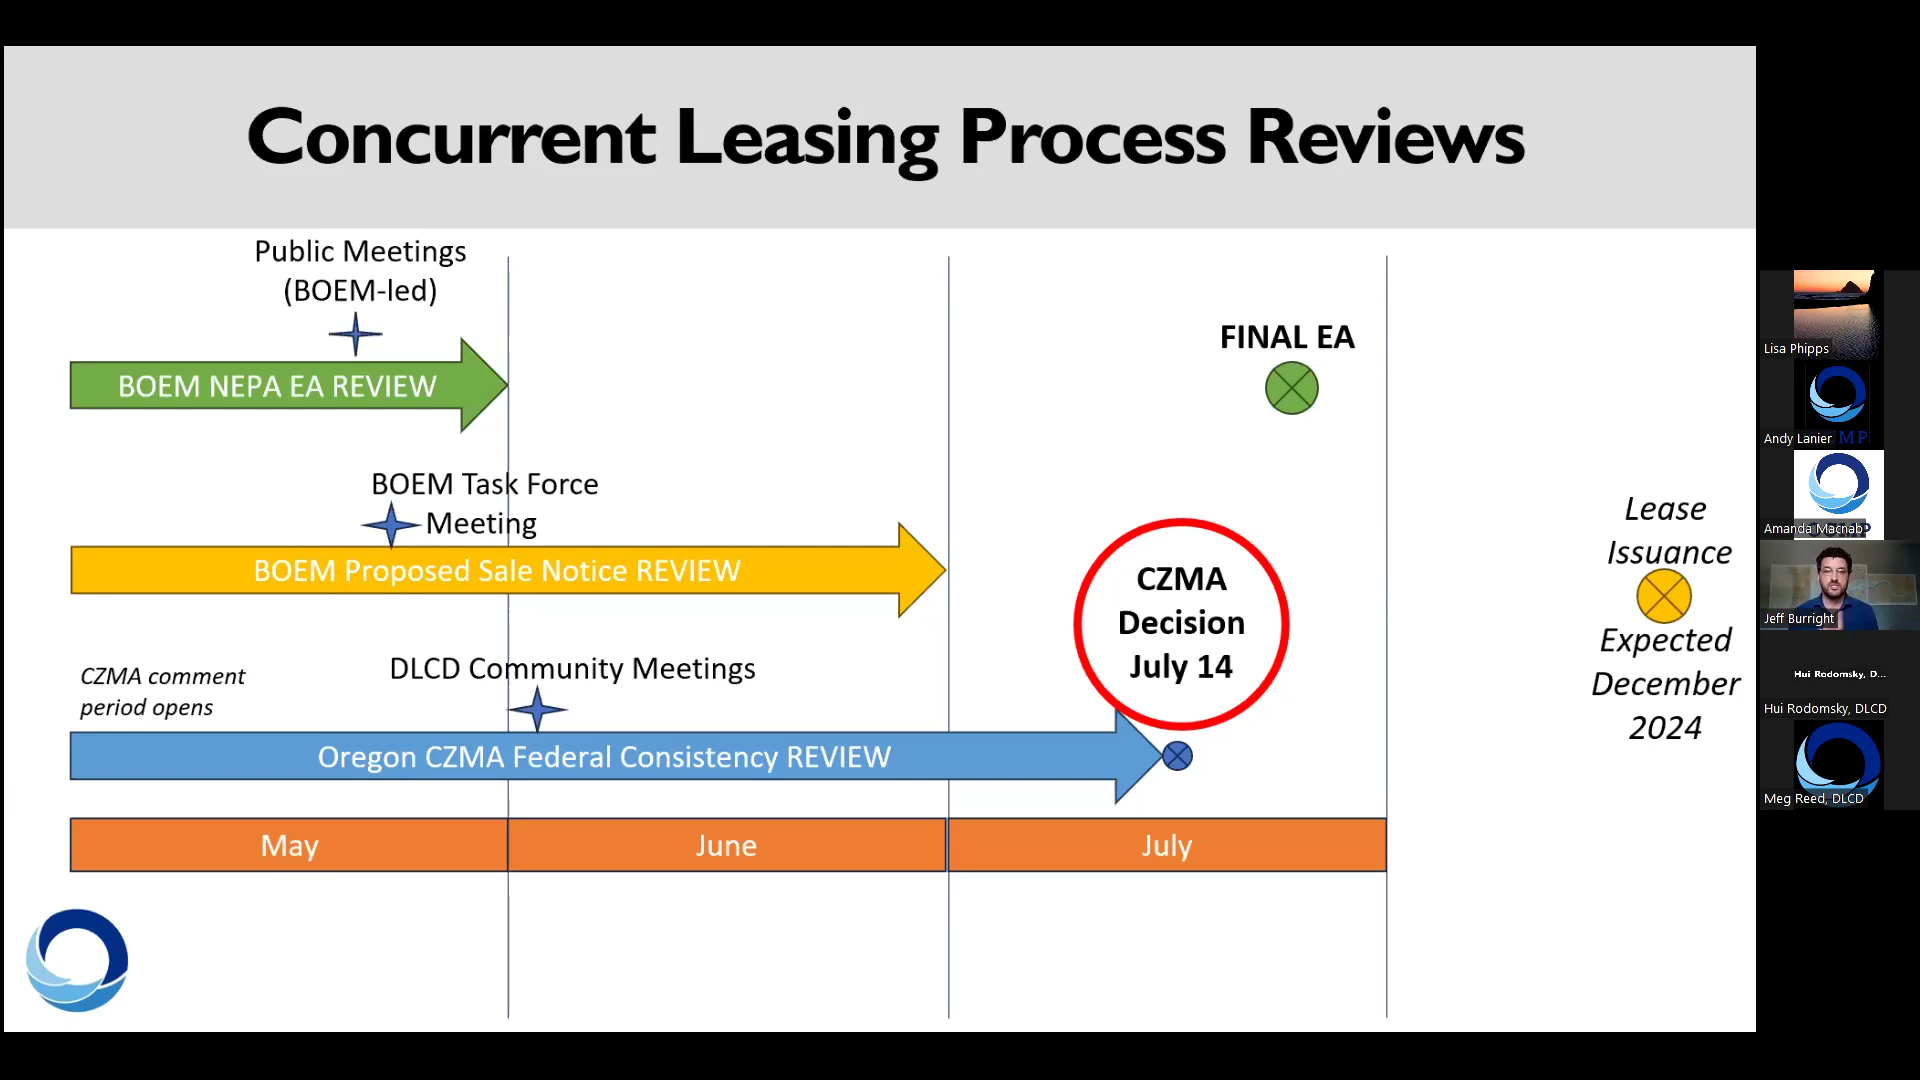 Concurrent Leasing Process Reviews
Public Meetings
(BOEM-led)
BOEM NEPA EA REVIEW
FINAL EA
BOEM Task Force
Meeting
BOEM Proposed Sale Notice REVIEW
CZMA
Decision
July 14
Lease
Issuance
Expected
December
2024
CZMA comment
period opens
DLCD Community Meetings
Oregon CZMA Federal Consistency REVIEW
May
June
July
Lisa Phipps
Andy Lanier
Amanda Macnab
Jeff Burright
Hui Rodomsky, D...
Hui Rodomsky, DLCD
Meg Reed, DLCD